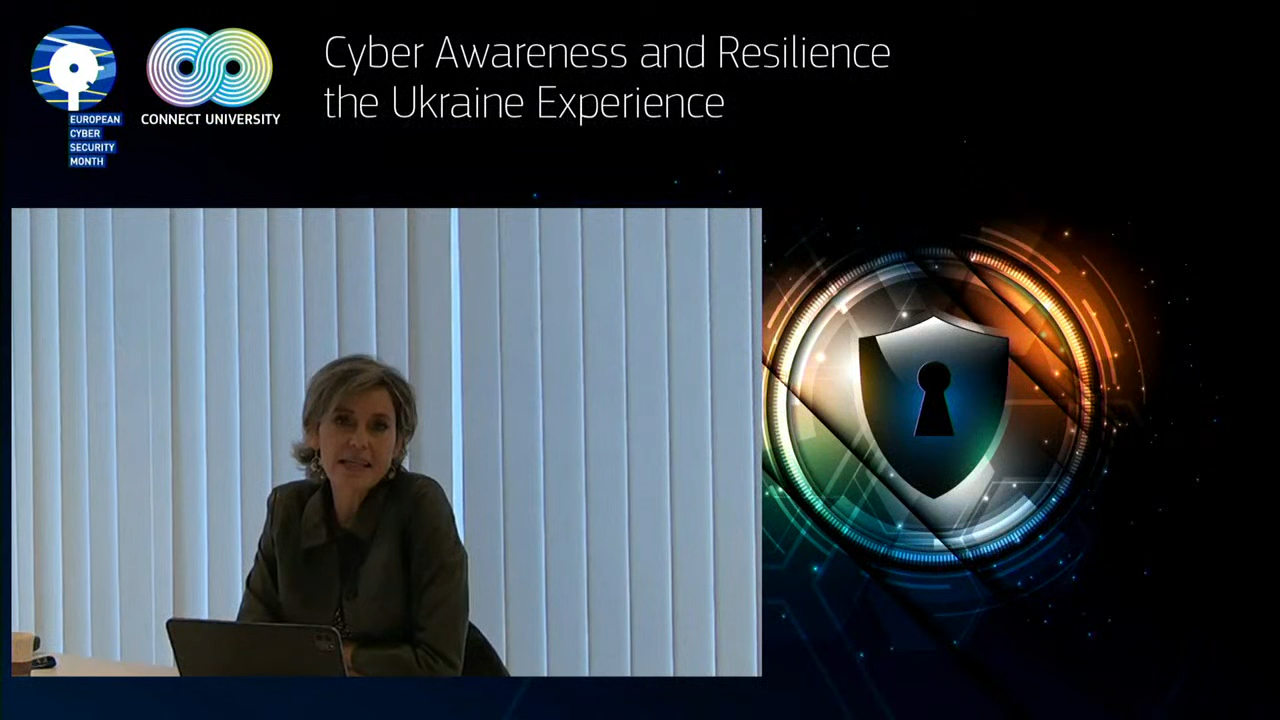 Cyber Awareness and Resilience
the Ukraine Experience
EUROPEAN
CYBER
SECURITY
MONTH
CONNECT UNIVERSITY